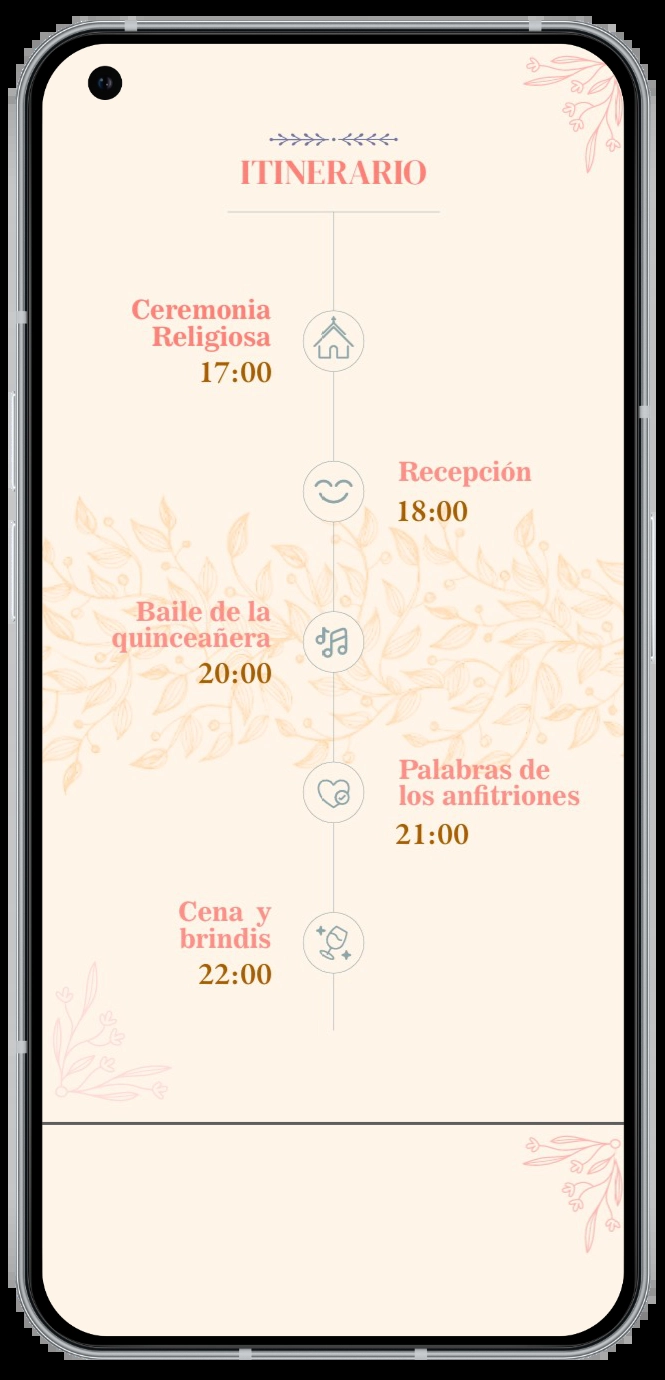 ITINERARIO
Ceremonia
Religiosa
17:00
Recepción
18:00
Baile de la
quinceañera
20:00
Palabras de
los anfitriones
21:00
Cena y
brindis
22:00